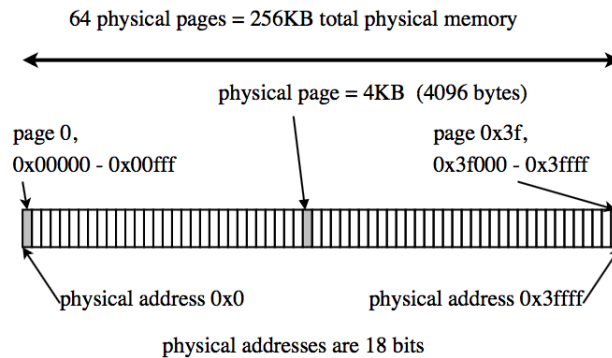 64 physical pages = 256KB total physical memory
physical page = 4KB (4096 bytes)
page 0,
0x00000 - 0x00fff
page 0x3f,
0x3f000 - 0x3ffff
physical address 0x0
physical address 0x3ffff
physical addresses are 18 bits